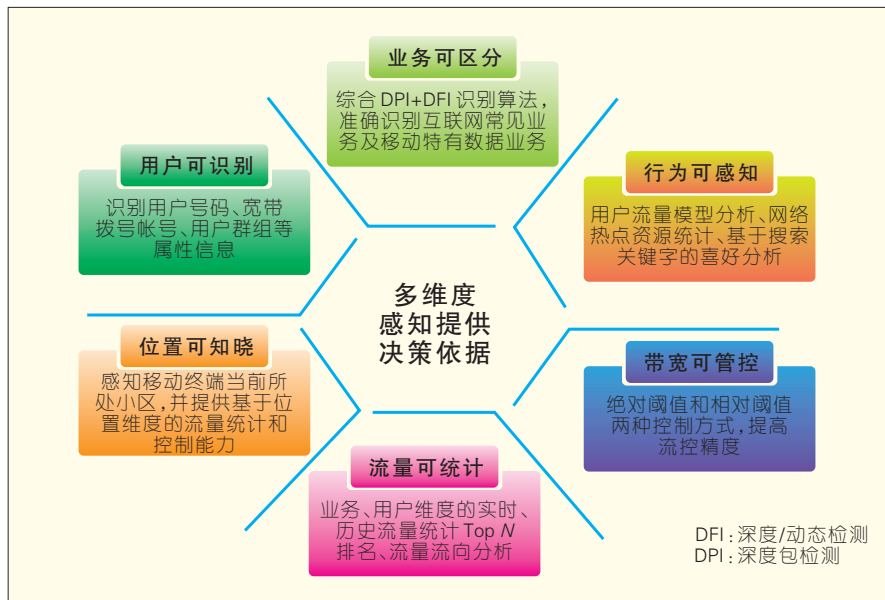 业务可区分
综合 DPI+DFI 识别算法，
准确识别互联网常见业
务及移动特有数据业务
用户可识别
识别用户号码、宽带
拨号帐号、用户群组等
属性信息
行为可感知
用户流量模型分析、网络
热点资源统计、基于搜索
关键字的喜好分析
多维度
感知提供
决策依据
位置可知晓
感知移动终端当前所
处小区，并提供基于位
置维度的流量统计和
控制能力
带宽可管控
绝对阈值和相对阈值
两种控制方式，提高
流控精度
流量可统计
业务、用户维度的实时、
历史流量统计 Top N
排名、流量流向分析
DFI：深度/动态检测
DPI：深度包检测